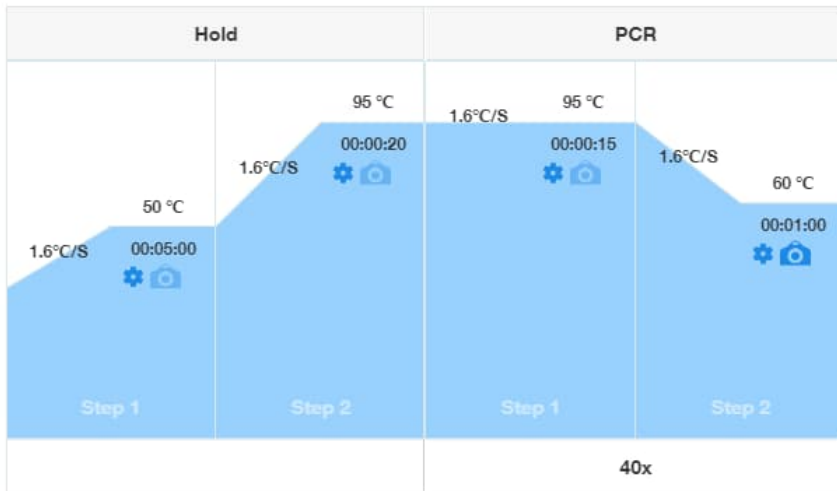 Hold PCR
95 °C 95 °C
1.6°C/S
00:00:20 00:00:15
1.6°C/S 1.6°C/S
60 °C
50 °C
00:01:00
1.6°C/S 00:05:00
Step 1 Step 2 Step 1 Step 2
40x